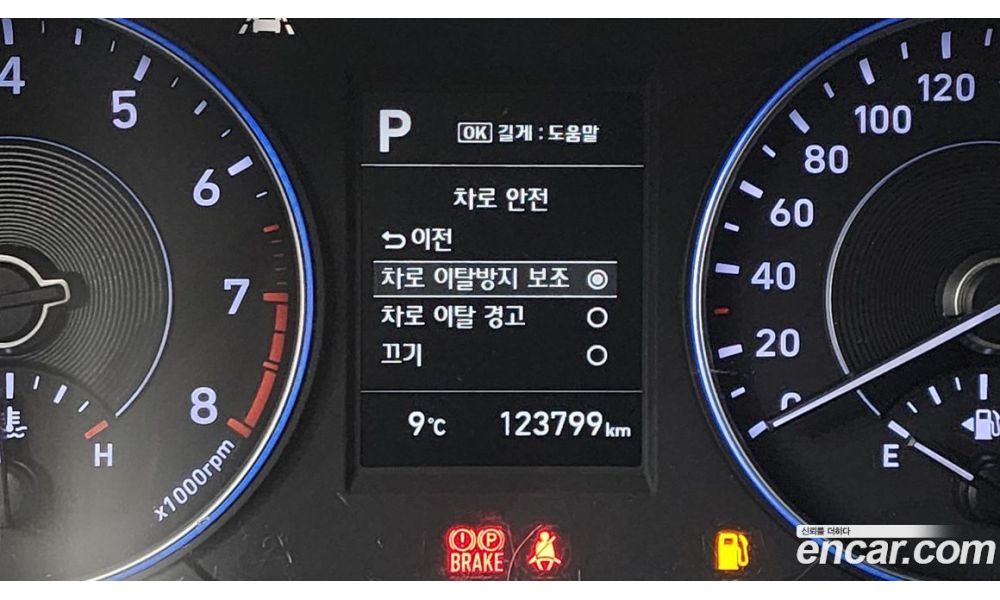 4
5
6
7
8
x1000rpm
H
P
OK 길게 : 도움말
차로 안전
이전
차로 이탈방지 보조
차로 이탈 경고
끄기
9℃ 123799km
120
100
80
60
40
20
0
E
P
BRAKE
신뢰를 더하다
encar.com